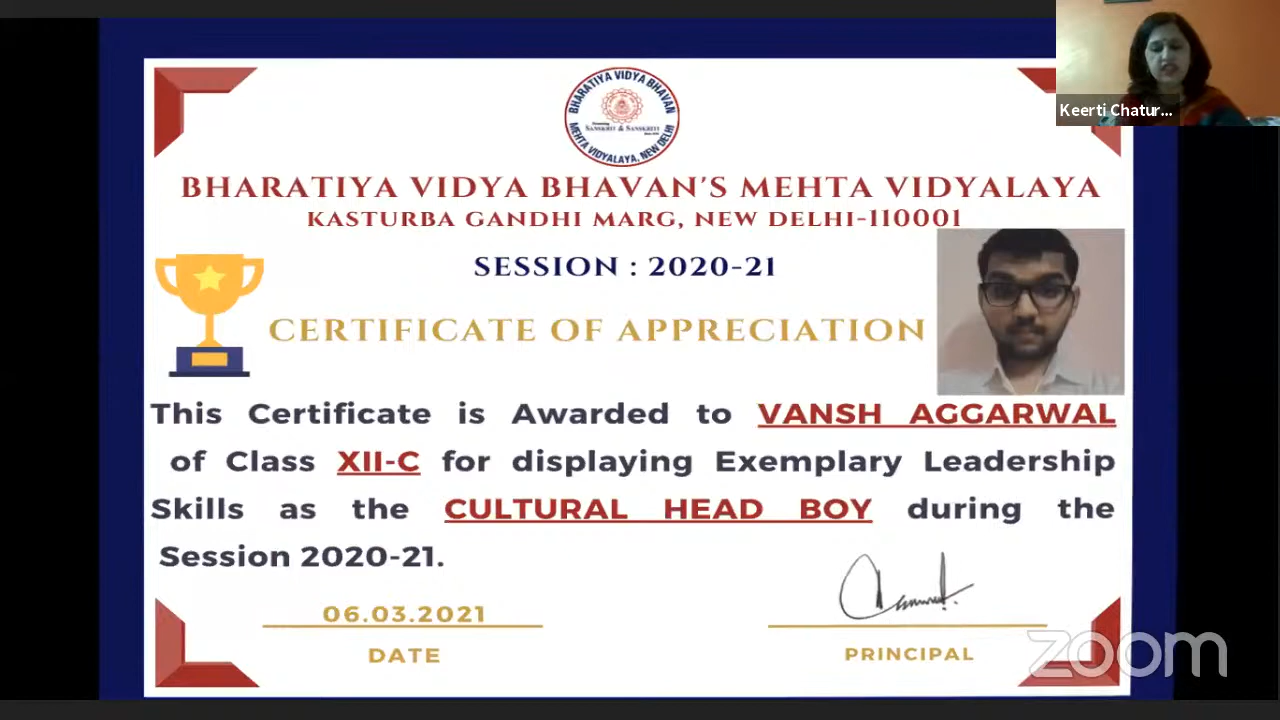 Keerti Chatur...
BHARATIYA VIDYA BHAVAN
Promoting
SANSKRIT & SANSKRITI
MEHTA VIDYALAYA, NEW DELHI
BHARATIYA VIDYA BHAVAN'S MEHTA VIDYALAYA
KASTURBA GANDHI MARG, NEW DELHI-110001
SESSION : 2020-21
CERTIFICATE OF APPRECIATION
This Certificate is Awarded to VANSH AGGARWAL
of Class XII-C for displaying Exemplary Leadership
Skills as the CULTURAL HEAD BOY during the
Session 2020-21.
06.03.2021
DATE
PRINCIPAL
zoom